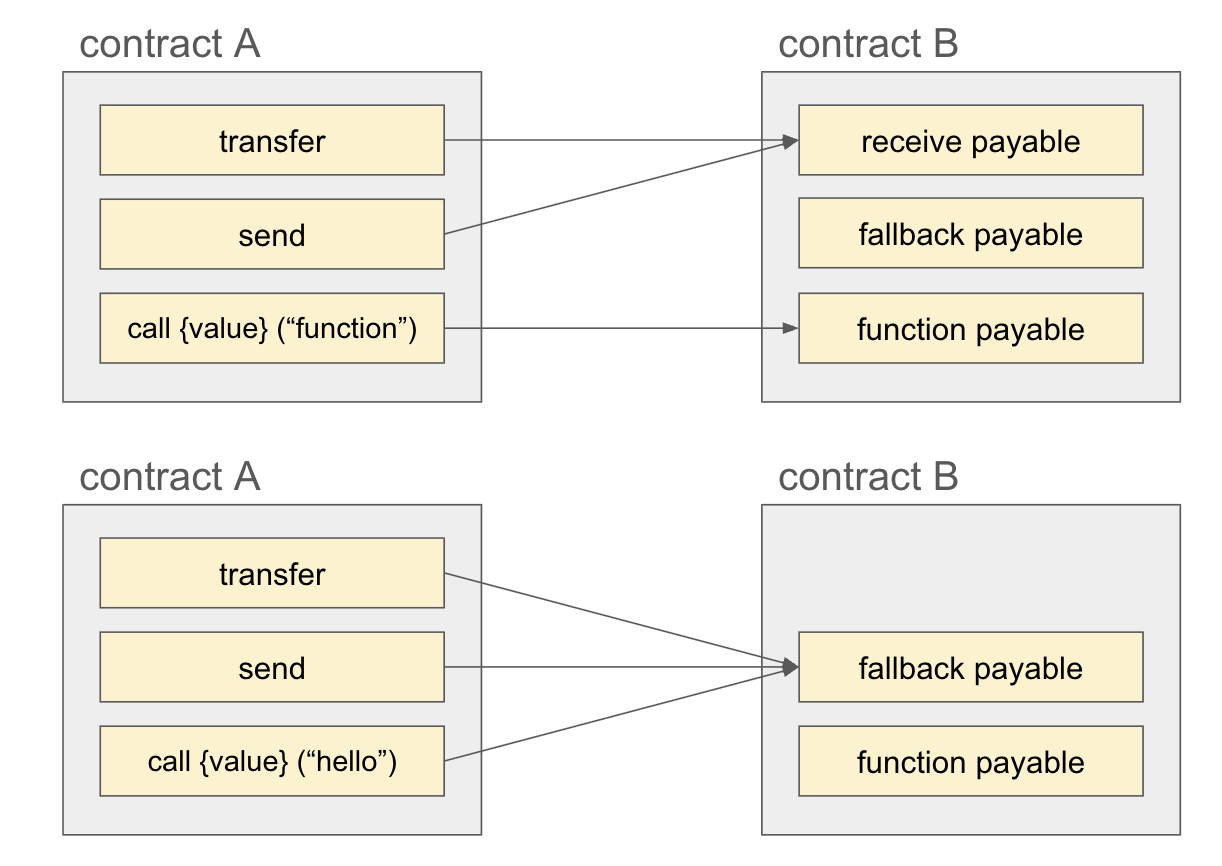 contract A
contract B
transfer
receive payable
send
fallback payable
call {value} (“function”)
function payable
contract A
contract B
transfer
send
fallback payable
call {value} (“hello”)
function payable